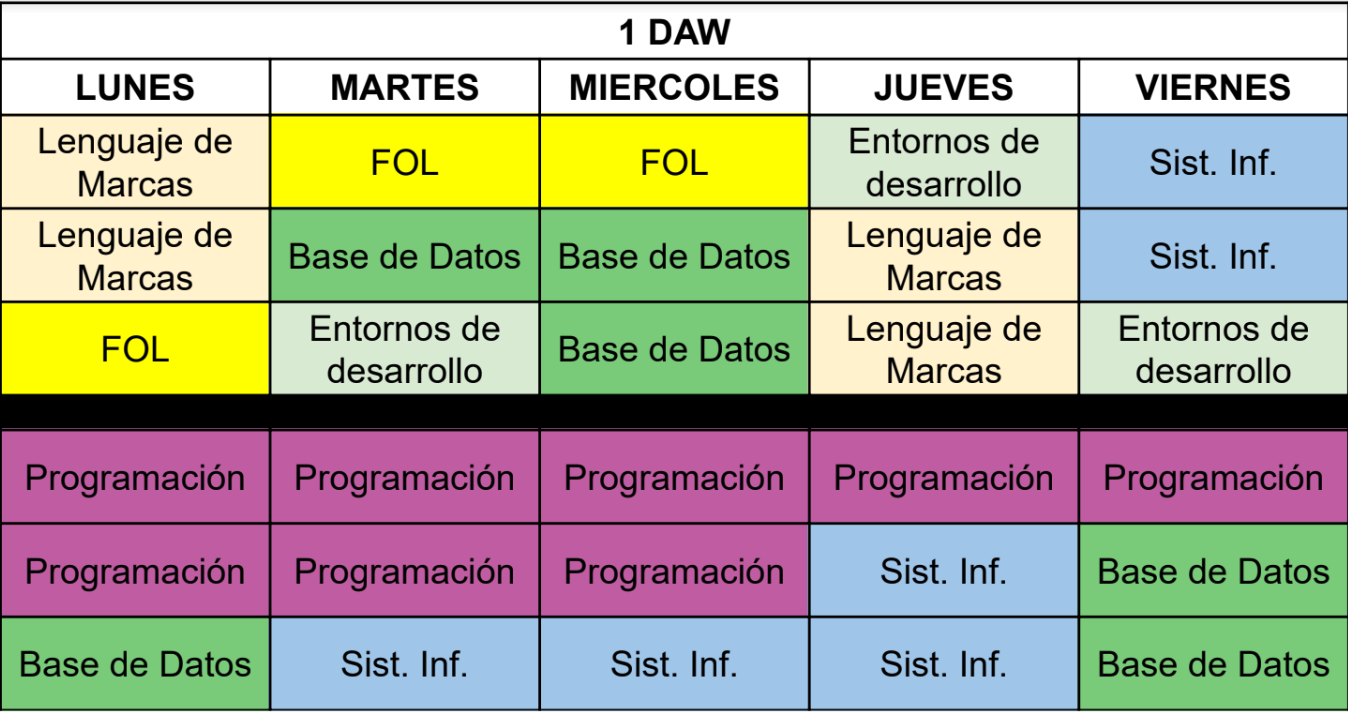 1 DAW
LUNES MARTES MIERCOLES JUEVES VIERNES
Lenguaje de Marcas FOL FOL Entornos de desarrollo Sist. Inf.
Lenguaje de Marcas Base de Datos Base de Datos Lenguaje de Marcas Sist. Inf.
FOL Entornos de desarrollo Base de Datos Lenguaje de Marcas Entornos de desarrollo
Programación Programación Programación Programación Programación
Programación Programación Programación Sist. Inf. Base de Datos
Base de Datos Sist. Inf. Sist. Inf. Sist. Inf. Base de Datos